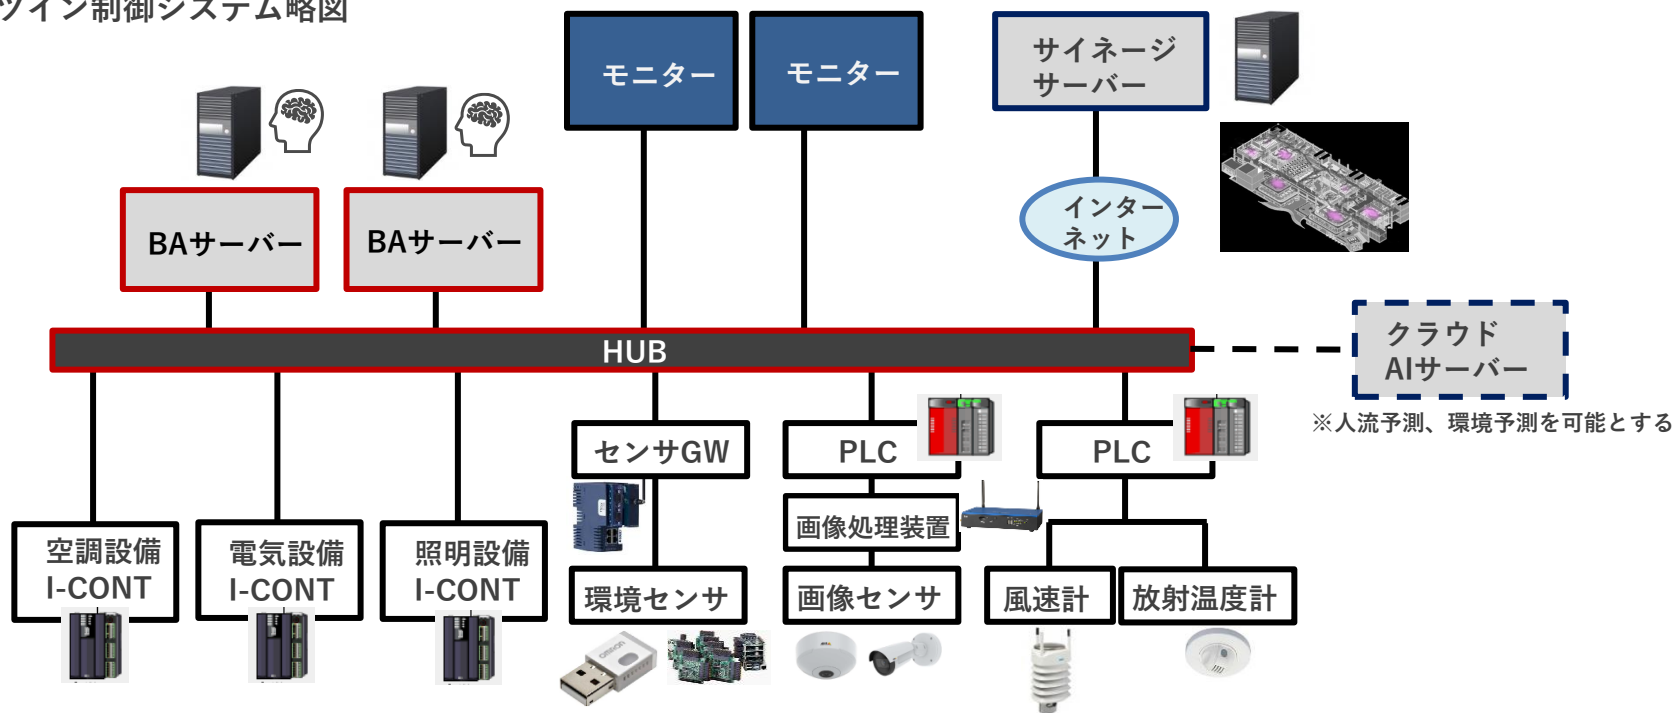 ツイン制御システム略図
モニター
モニター
サイネージ
サーバー
BAサーバー
BAサーバー
インター
ネット
HUB
クラウド
AIサーバー
※人流予測、環境予測を可能とする
センサGW
PLC
PLC
画像処理装置
空調設備
I-CONT
電気設備
I-CONT
照明設備
I-CONT
環境センサ
画像センサ
風速計
放射温度計
OMRON